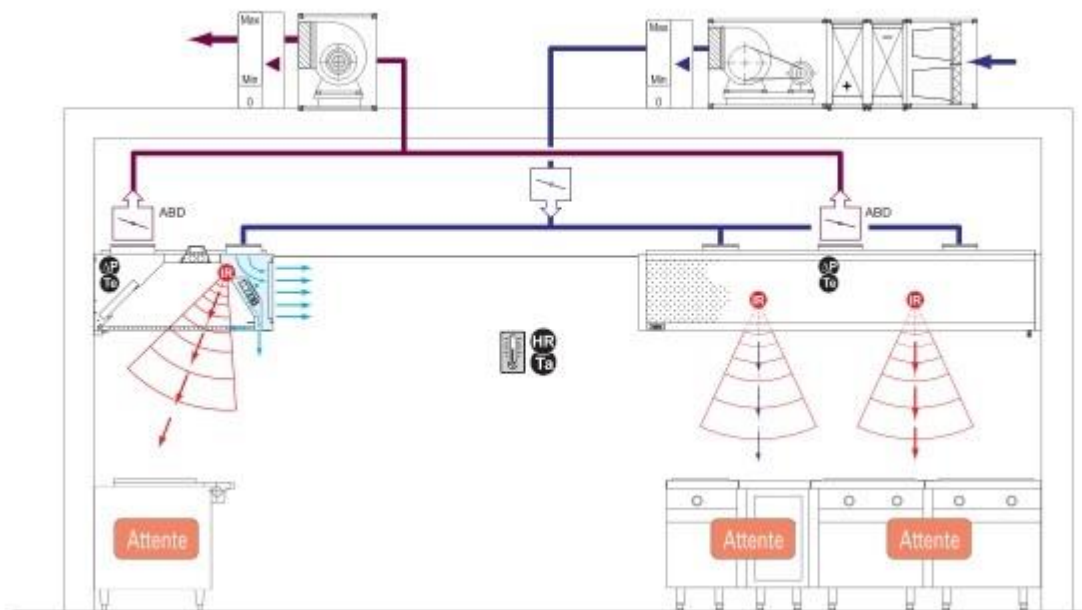 Max
Min
0
Max
Min
0
+
-
ABD
ABD
ΔP
Te
IR
ΔP
Te
IR
IR
HR
Ta
Attente
Attente
Attente